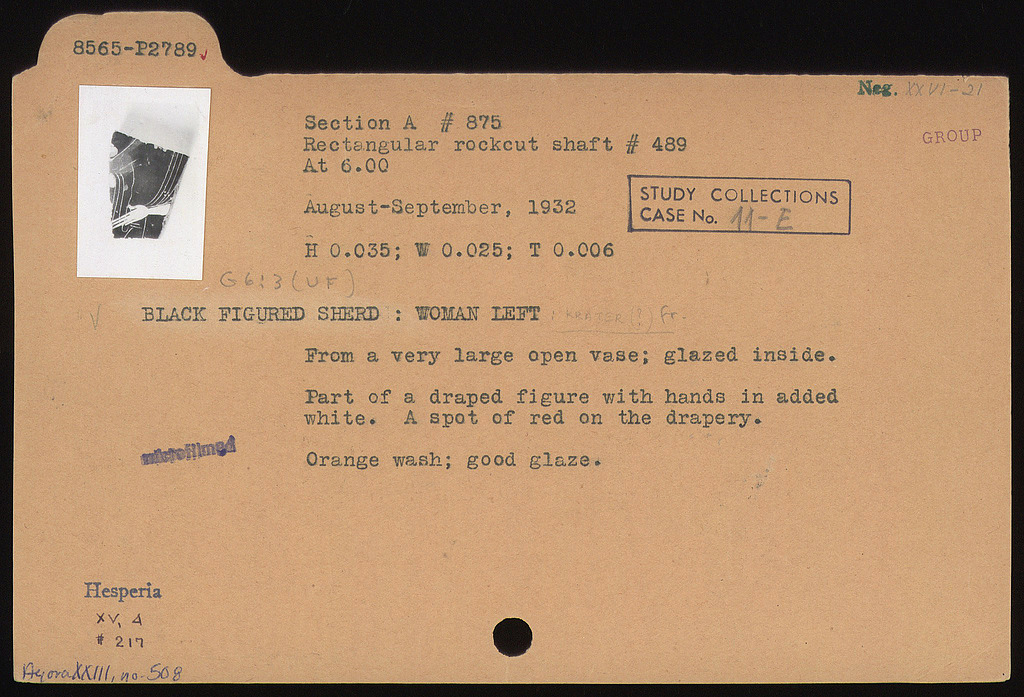 8565-P2789
Neg. XXVI-21
GROUP
Section A # 875
Rectangular rockcut shaft # 489
At 6.00
STUDY COLLECTIONS
CASE No. 11-E
August-September, 1932
H 0.035; W 0.025; T 0.006
G 6:3 (UF)
BLACK FIGURED SHERD : WOMAN LEFT : KRATER (?) fr.
From a very large open vase; glazed inside.
Part of a draped figure with hands in added
white. A spot of red on the drapery.
microfilmed
Orange wash; good glaze.
Hesperia
XV, 4
# 217
Agora XXIII, no. 508